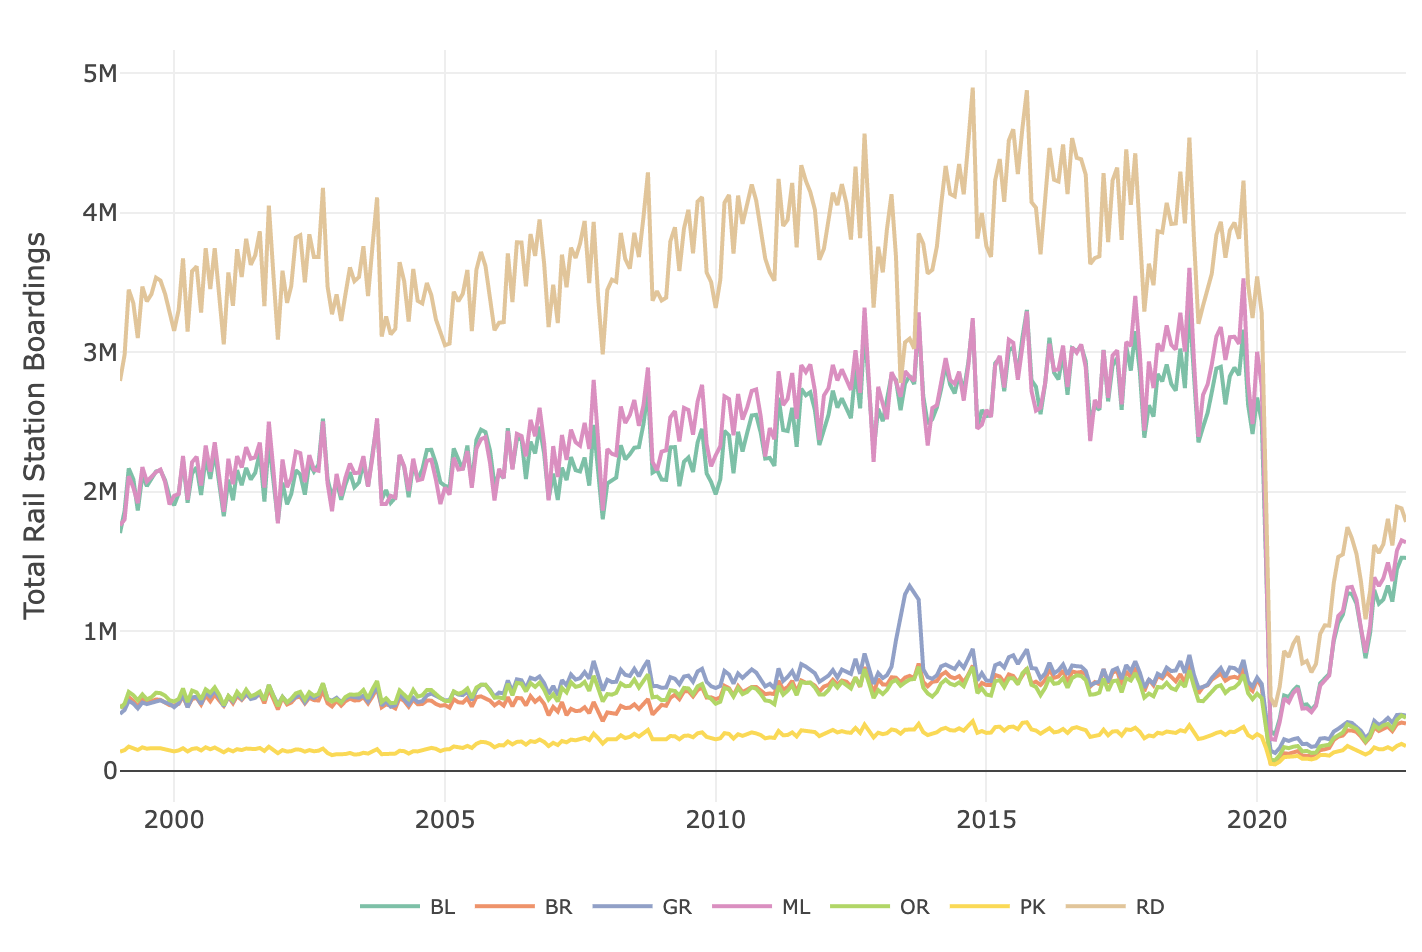 Total Rail Station Boardings
5M
4M
3M
2M
1M
0
2000 2005 2010 2015 2020
BL BR GR ML OR PK RD